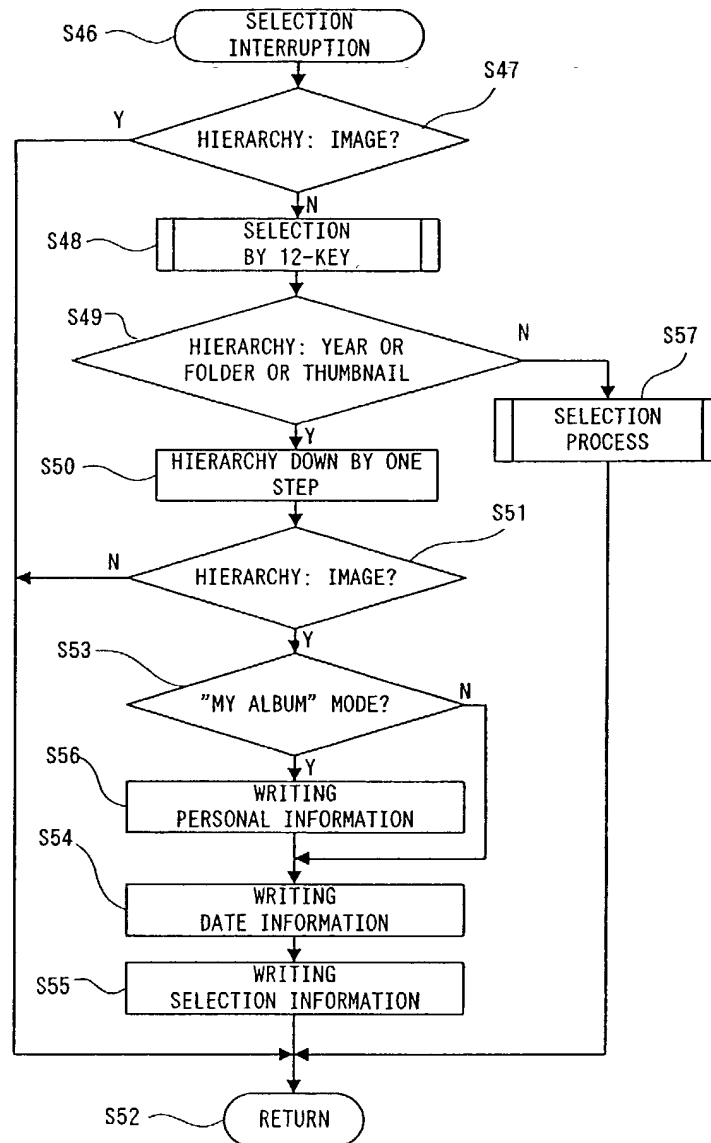 S46
SELECTION
INTERRUPTION
S47
Y
HIERARCHY: IMAGE?
N
S48
SELECTION
BY 12-KEY
S49
N
HIERARCHY: YEAR OR
FOLDER OR THUMBNAIL
S57
Y
SELECTION
PROCESS
S50
HIERARCHY DOWN BY ONE
STEP
S51
N
HIERARCHY: IMAGE?
Y
S53
"MY ALBUM" MODE?
N
S56
Y
WRITING
PERSONAL INFORMATION
S54
WRITING
DATE INFORMATION
S55
WRITING
SELECTION INFORMATION
S52
RETURN